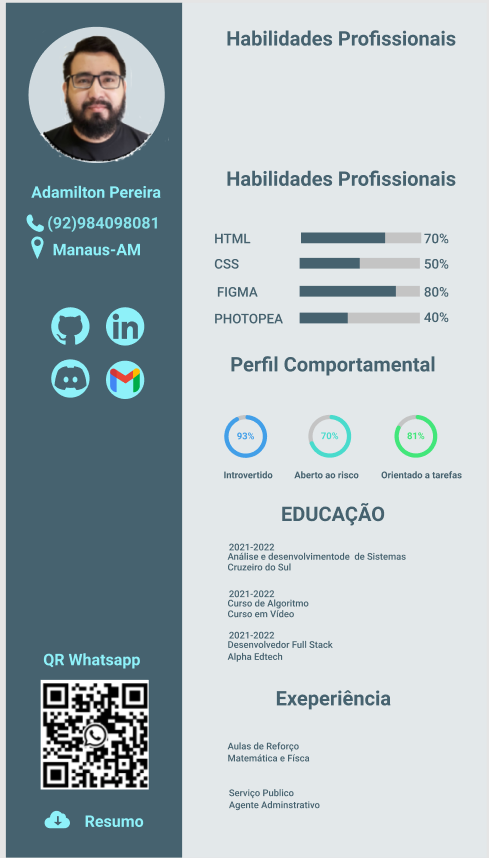 Adamilton Pereira
(92)984098081
Manaus-AM
in
QR Whatsapp
Resumo
Habilidades Profissionais
Habilidades Profissionais
HTML 70%
CSS 50%
FIGMA 80%
PHOTOPEA 40%
Perfil Comportamental
93% 70% 81%
Introvertido Aberto ao risco Orientado a tarefas
EDUCAÇÃO
2021-2022
Análise e desenvolvimentode de Sistemas
Cruzeiro do Sul
2021-2022
Curso de Algoritmo
Curso em Vídeo
2021-2022
Desenvolvedor Full Stack
Alpha Edtech
Exeperiência
Aulas de Reforço
Matemática e Físca
Serviço Publico
Agente Adminstrativo